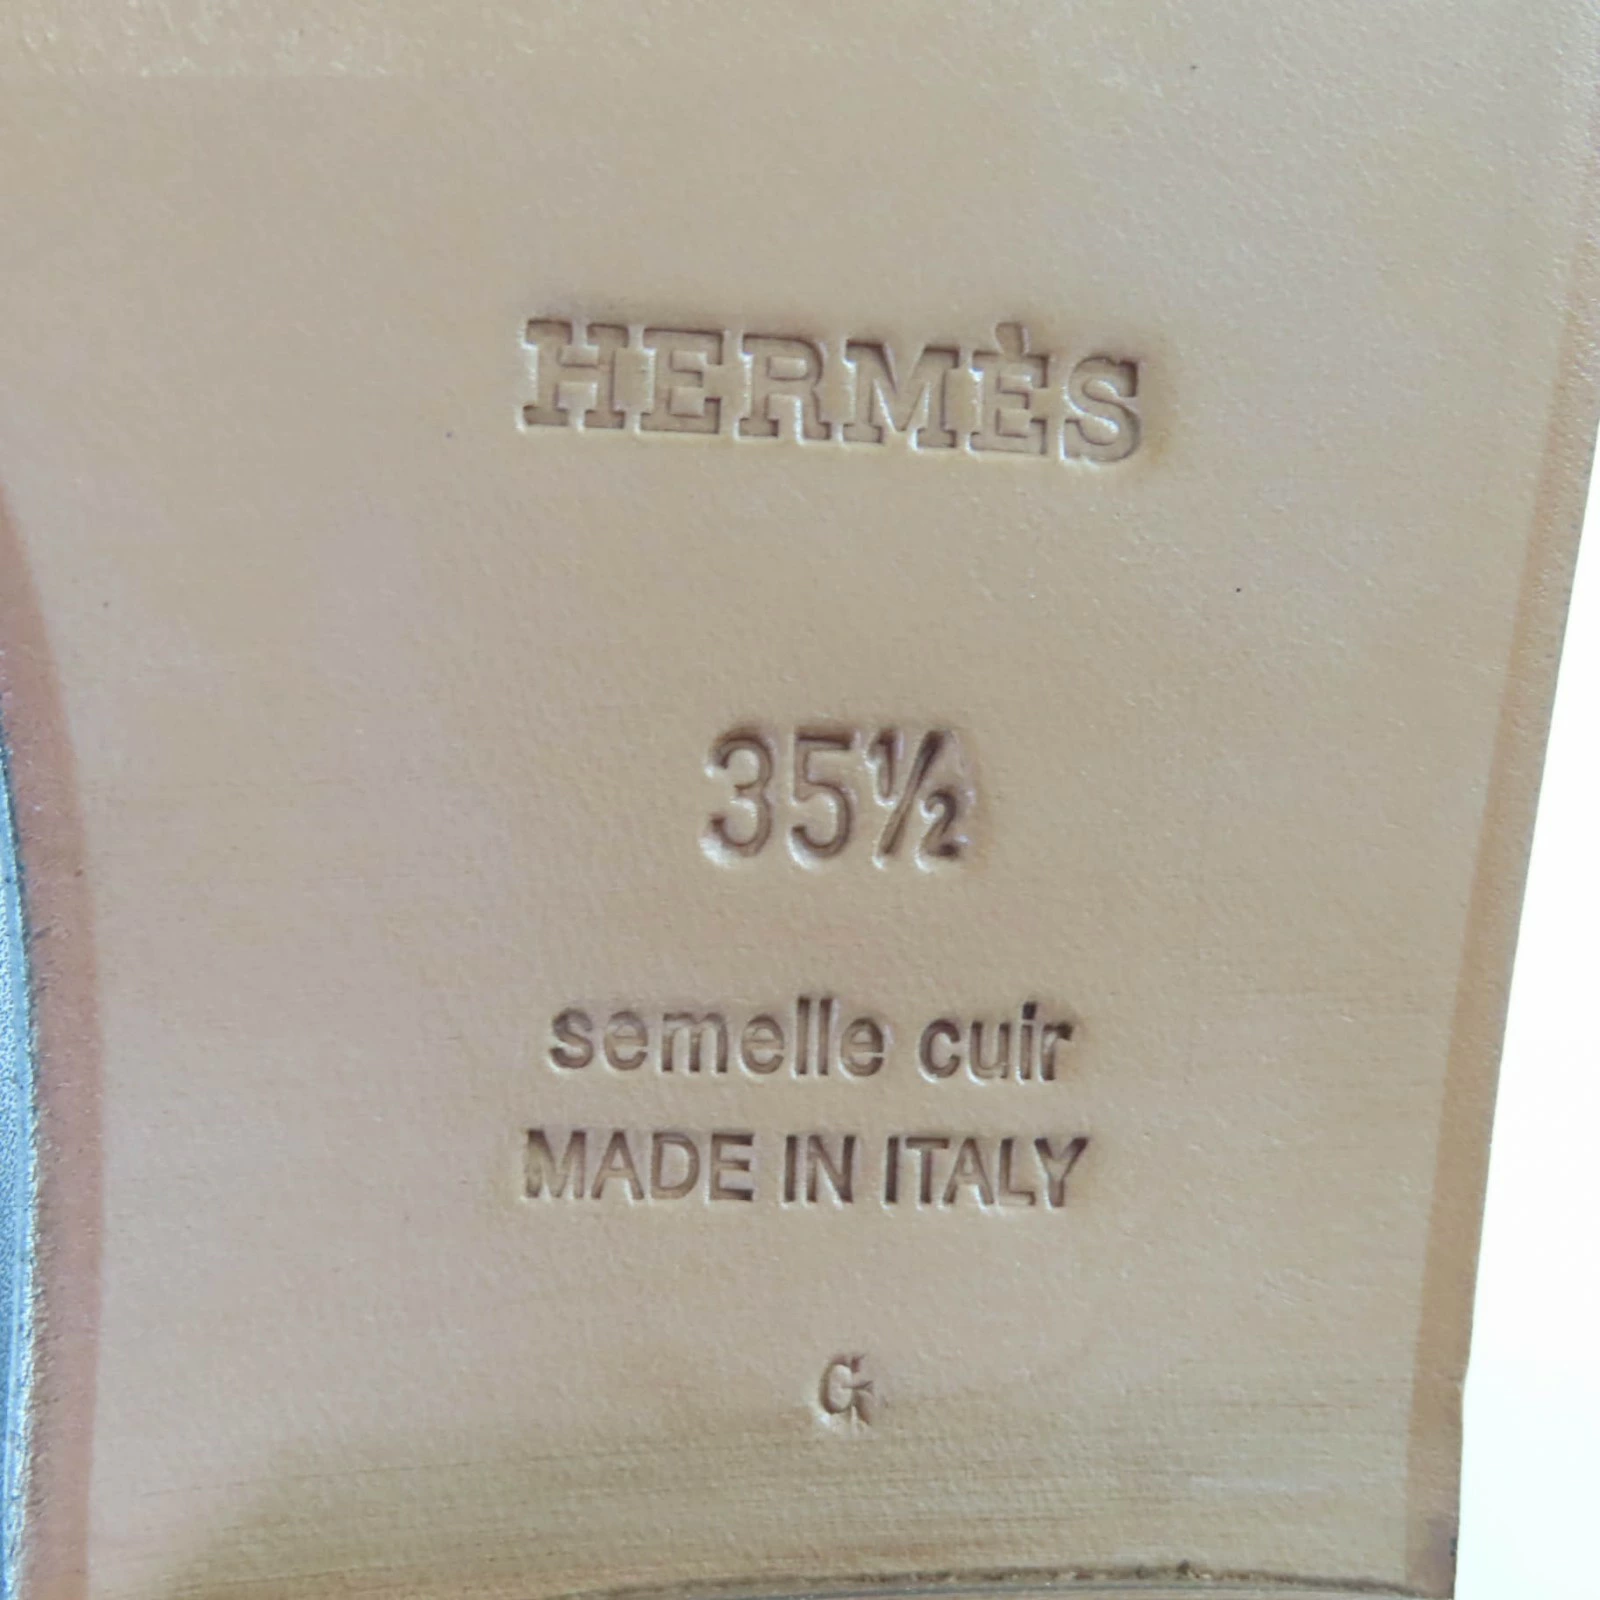 HERMÈS
35½
semelle cuir
MADE IN ITALY
G